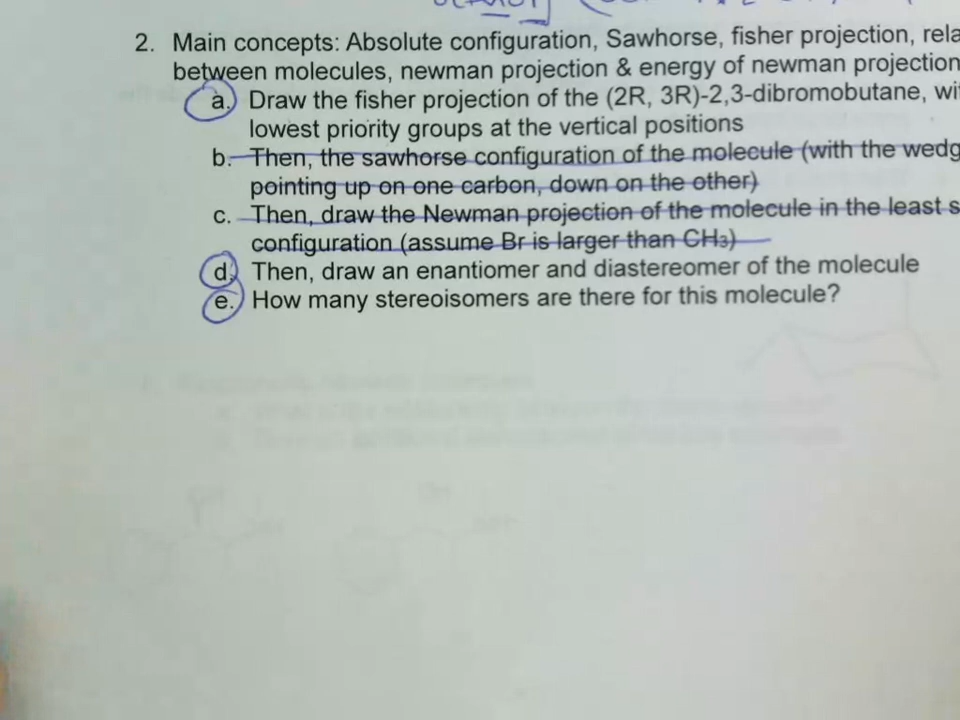 2. Main concepts: Absolute configuration, Sawhorse, fisher projection,
between molecules, newman projection & energy of newman projection
a. Draw the fisher projection of the (2R, 3R)-2,3-dibromobutane,
lowest priority groups at the vertical positions
b. Then, the sawhorse configuration of the molecule (with the
pointing up on one carbon, down on the other)
c. Then, draw the Newman projection of the molecule in the least
configuration (assume Br is larger than CH3)
d. Then, draw an enantiomer and diastereomer of the molecule
e. How many stereoisomers are there for this molecule?